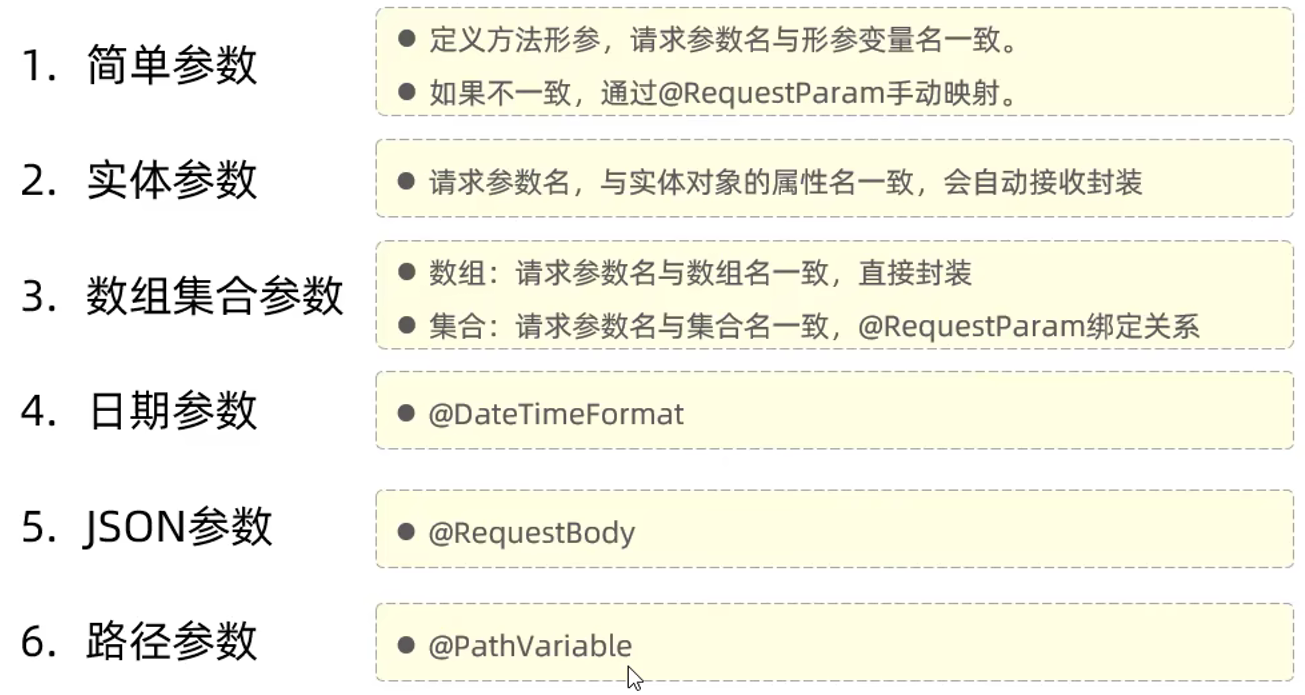 1. 简单参数
● 定义方法形参，请求参数名与形参变量名一致。
● 如果不一致，通过@RequestParam手动映射。
2. 实体参数
● 请求参数名，与实体对象的属性名一致，会自动接收封装
3. 数组集合参数
● 数组：请求参数名与数组名一致，直接封装
● 集合：请求参数名与集合名一致，@RequestParam绑定关系
4. 日期参数
● @DateTimeFormat
5. JSON参数
● @RequestBody
6. 路径参数
● @PathVariable